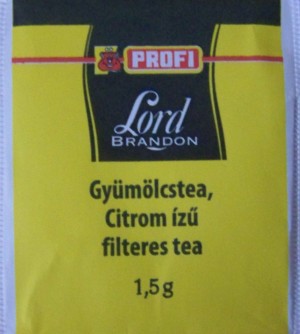 PROFI
Lord
BRANDON
Gyümölcstea,
Citrom ízű
filteres tea
1,5 g